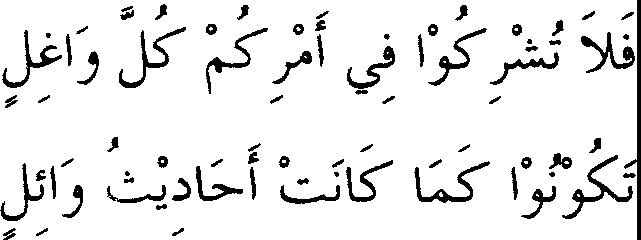 فَلاَ تُشْرِكُوْا فِي أَمْرِكُمْ كُلَّ وَاغِلٍ
تَكُوْنُوْا كَمَا كَانَتْ أَحَادِيْثُ وَائِلٍ